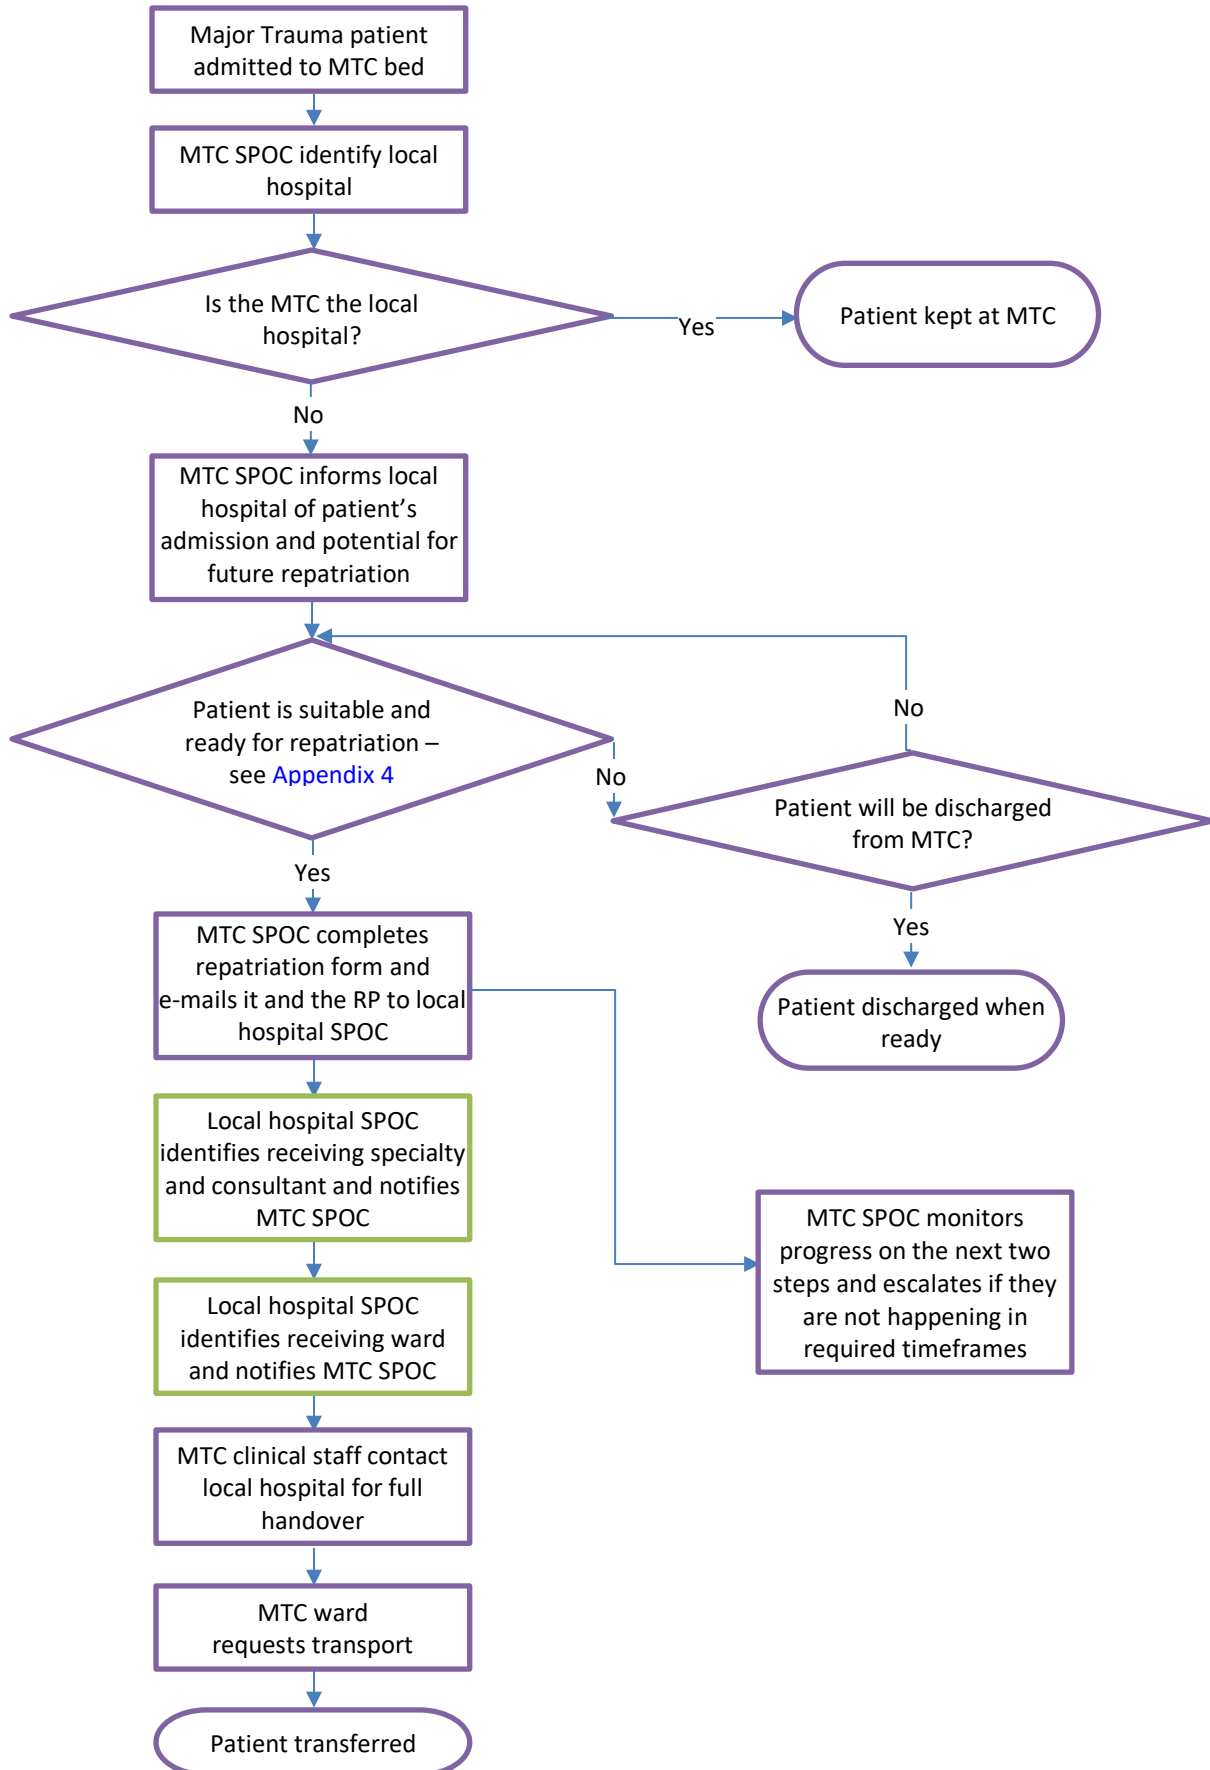 Major Trauma patient
admitted to MTC bed
MTC SPOC identify local
hospital
Is the MTC the local
hospital?
Yes
Patient kept at MTC
No
MTC SPOC informs local
hospital of patient’s
admission and potential for
future repatriation
Patient is suitable and
ready for repatriation –
see Appendix 4
No
No
Patient will be discharged
from MTC?
Yes
Patient discharged when
ready
Yes
MTC SPOC completes
repatriation form and
e-mails it and the RP to local
hospital SPOC
Local hospital SPOC
identifies receiving specialty
and consultant and notifies
MTC SPOC
MTC SPOC monitors
progress on the next two
steps and escalates if they
are not happening in
required timeframes
Local hospital SPOC
identifies receiving ward
and notifies MTC SPOC
MTC clinical staff contact
local hospital for full
handover
MTC ward
requests transport
Patient transferred